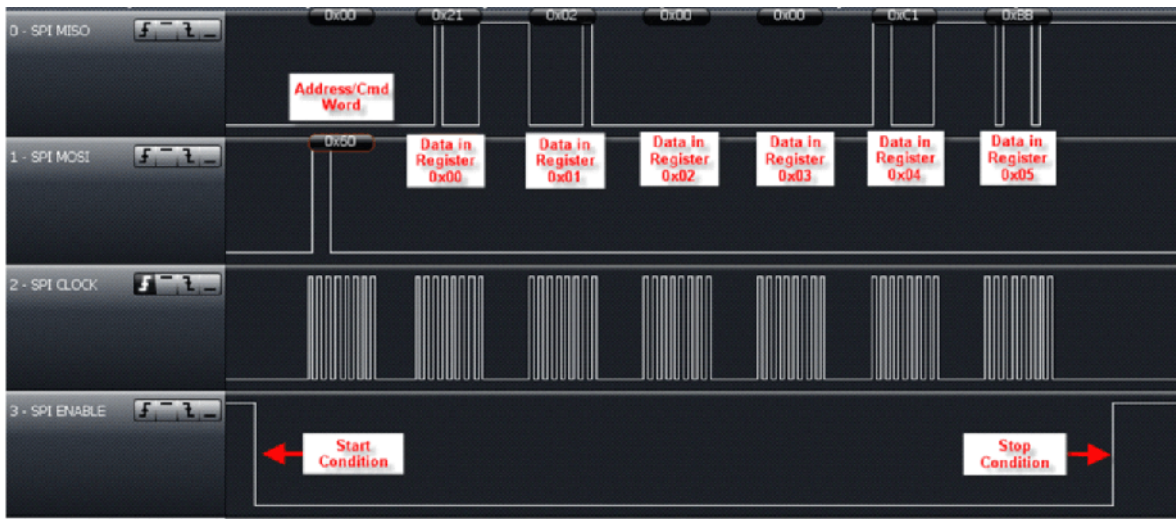 0x00 0x21 0x02 0x00 0x00 0xC1 0xBB
0 - SPI MISO
Address/Cmd
Word
0x60
1 - SPI MOSI
Data in
Register
0x00
Data in
Register
0x01
Data in
Register
0x02
Data in
Register
0x03
Data in
Register
0x04
Data in
Register
0x05
2 - SPI CLOCK
3 - SPI ENABLE
Start
Condition
Stop
Condition